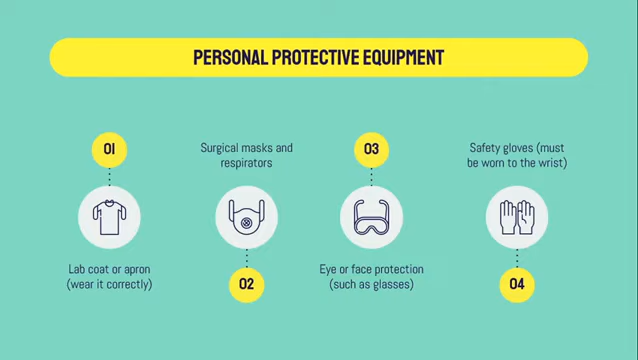 PERSONAL PROTECTIVE EQUIPMENT
01
Lab coat or apron
(wear it correctly)
Surgical masks and
respirators
02
03
Eye or face protection
(such as glasses)
Safety gloves (must
be worn to the wrist)
04